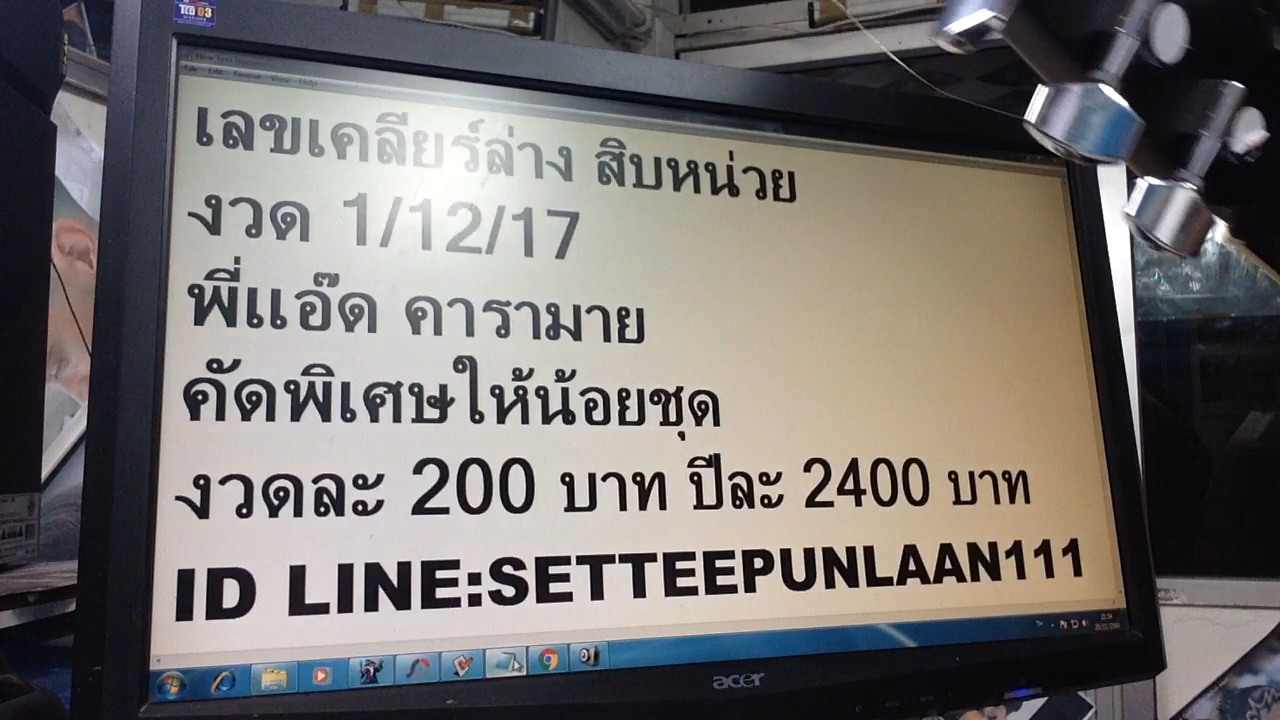 TCO 03
เลขเคลียร์ล่าง สิบหน่วย
งวด 1/12/17
พี่แอ๊ด คารามาย
คัดพิเศษให้น้อยชุด
งวดละ 200 บาท ปีละ 2400 บาท
ID LINE:SETTEEPUNLAAN111
acer